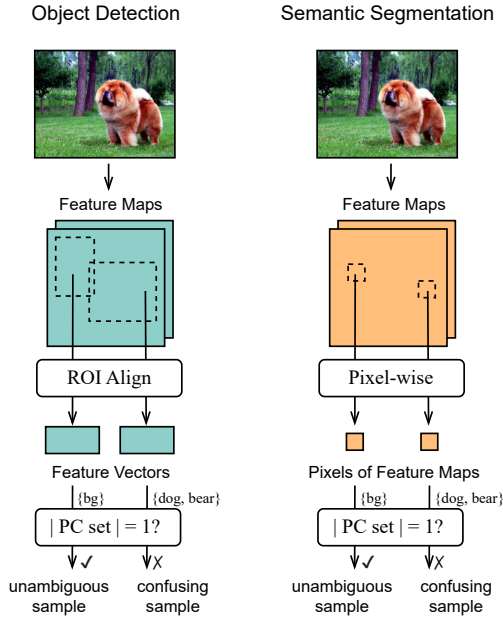 Object Detection
Semantic Segmentation
Feature Maps
Feature Maps
ROI Align
Pixel-wise
Feature Vectors
Pixels of Feature Maps
{bg}
{dog, bear}
{bg}
{dog, bear}
| PC set | = 1?
| PC set | = 1?
✓
✗
✓
✗
unambiguous
sample
confusing
sample
unambiguous
sample
confusing
sample